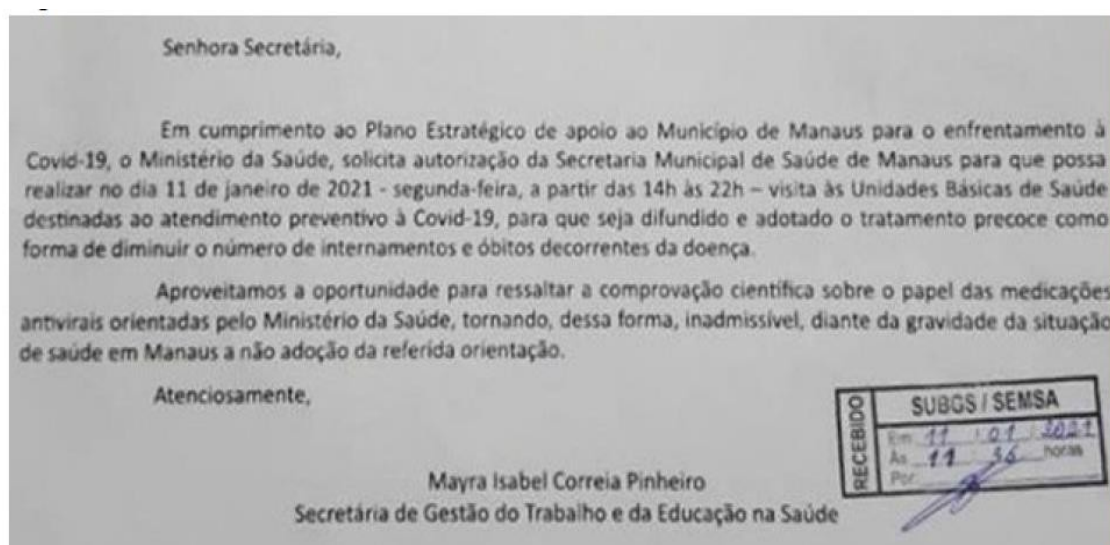 Senhora Secretária,
Em cumprimento ao Plano Estratégico de apoio ao Município de Manaus para o enfrentamento à
Covid-19, o Ministério da Saúde, solicita autorização da Secretaria Municipal de Saúde de Manaus para que possa
realizar no dia 11 de janeiro de 2021 - segunda-feira, a partir das 14h às 22h – visita às Unidades Básicas de Saúde
destinadas ao atendimento preventivo à Covid-19, para que seja difundido e adotado o tratamento precoce como
forma de diminuir o número de internamentos e óbitos decorrentes da doença.
Aproveitamos a oportunidade para ressaltar a comprovação científica sobre o papel das medicações
antivirais orientadas pelo Ministério da Saúde, tornando, dessa forma, inadmissível, diante da gravidade da situação
de saúde em Manaus a não adoção da referida orientação.
Atenciosamente,
RECEBIDO
SUBGS / SEMSA
Em 11 / 01 / 2021
Às 11 : 36 horas
Por:
Mayra Isabel Correia Pinheiro
Secretária de Gestão do Trabalho e da Educação na Saúde